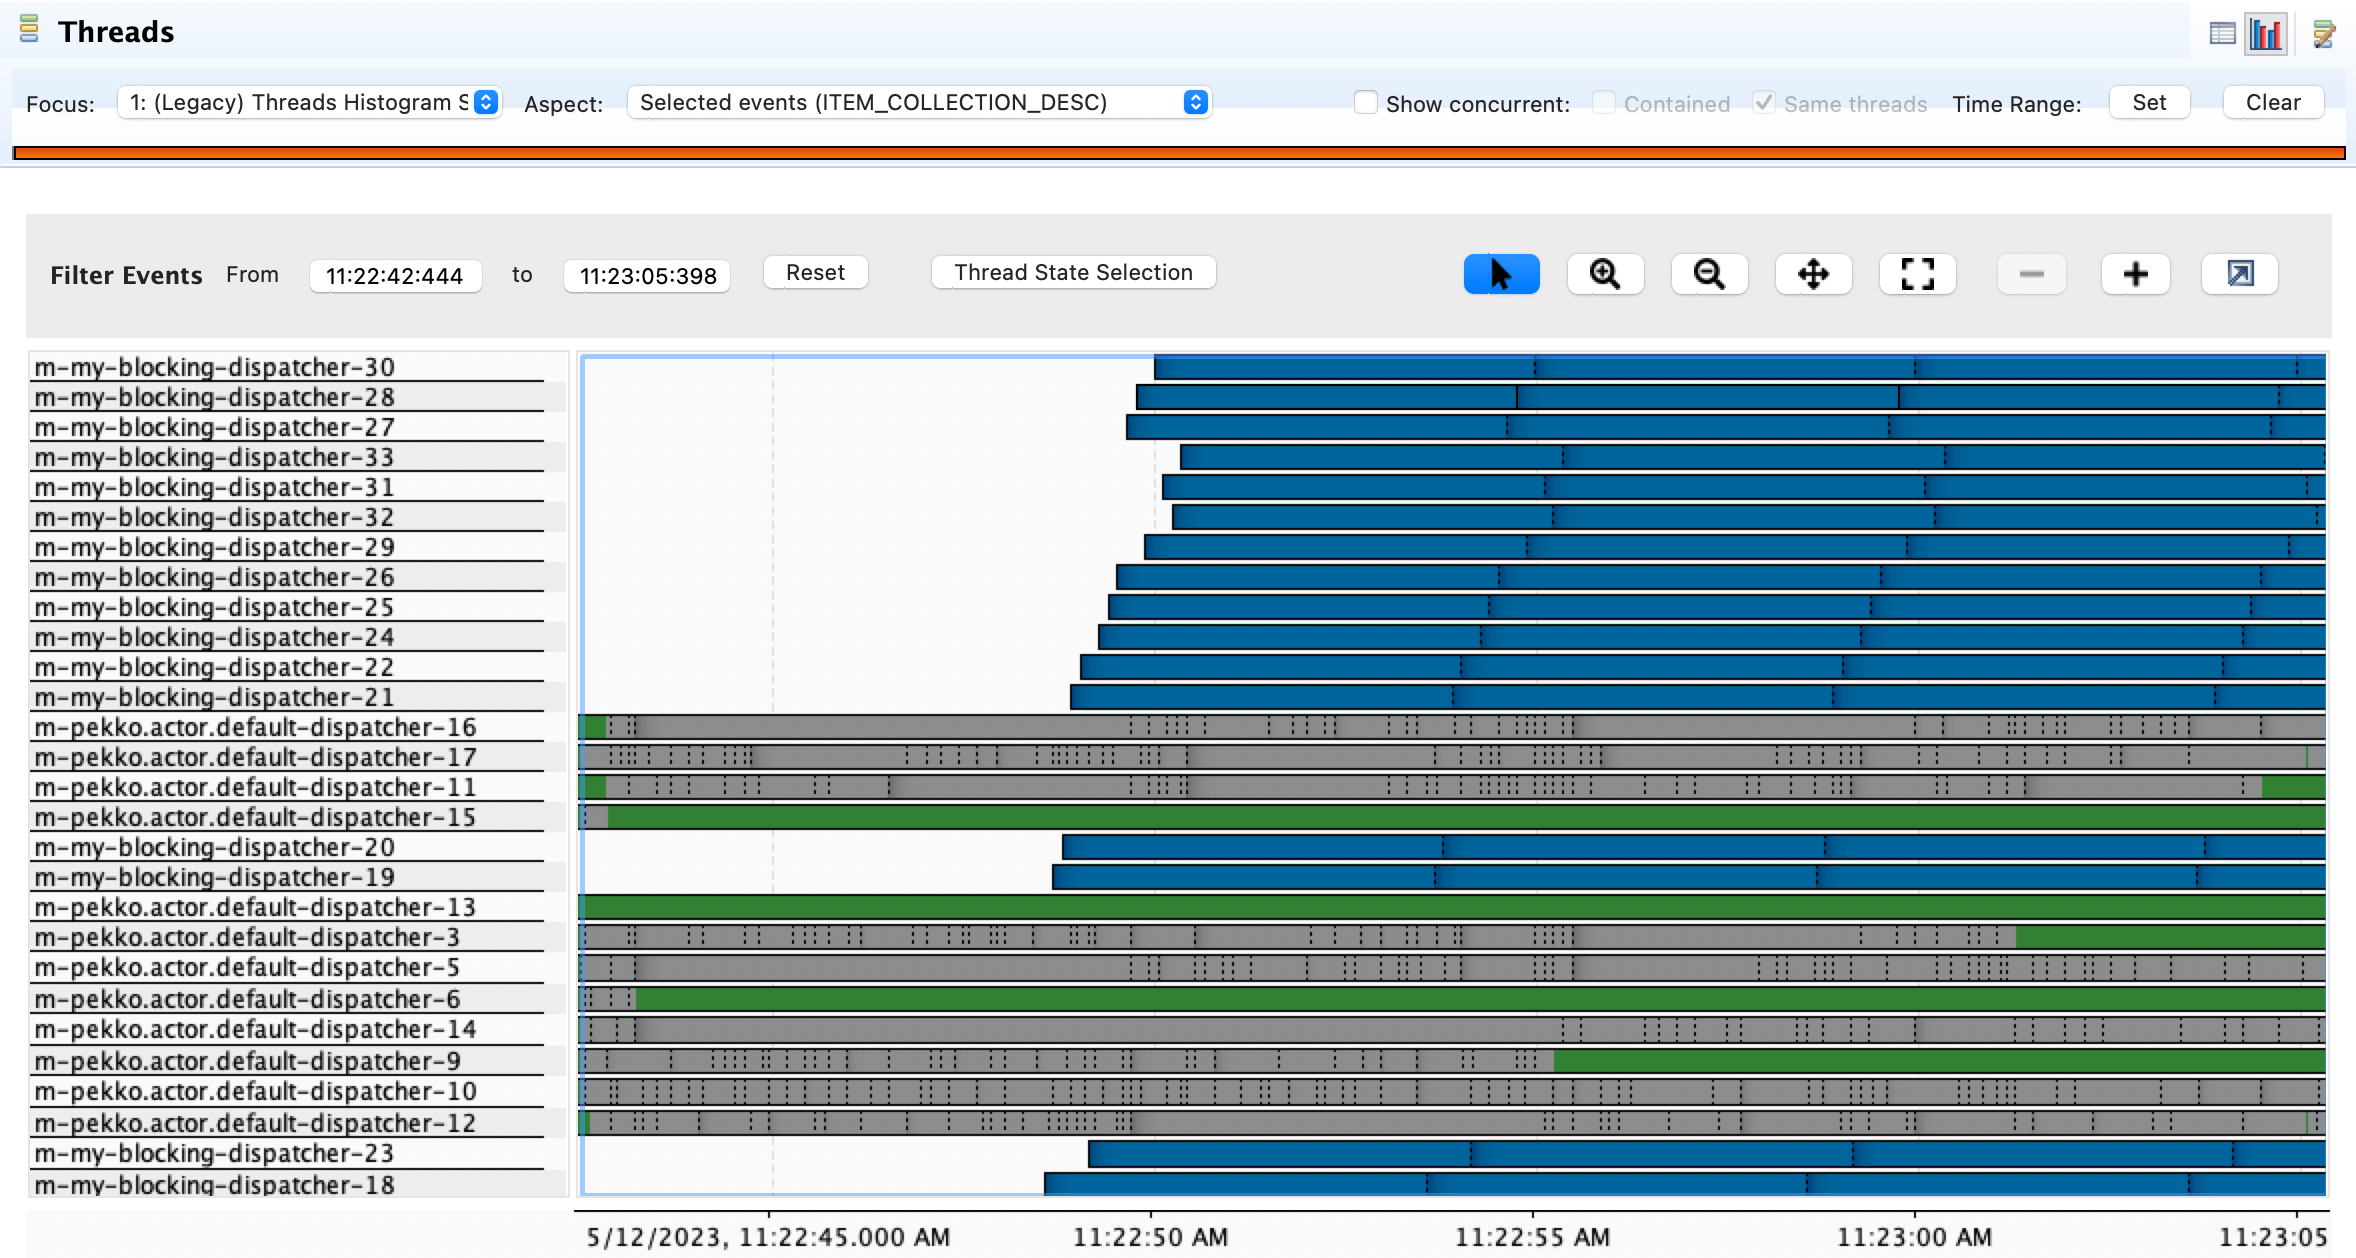 Threads
Focus: 1: (Legacy) Threads Histogram S Aspect: Selected events (ITEM_COLLECTION_DESC) Show concurrent: Contained Same threads Time Range: Set Clear
Filter Events From 11:22:42:444 to 11:23:05:398 Reset Thread State Selection
m-my-blocking-dispatcher-30
m-my-blocking-dispatcher-28
m-my-blocking-dispatcher-27
m-my-blocking-dispatcher-33
m-my-blocking-dispatcher-31
m-my-blocking-dispatcher-32
m-my-blocking-dispatcher-29
m-my-blocking-dispatcher-26
m-my-blocking-dispatcher-25
m-my-blocking-dispatcher-24
m-my-blocking-dispatcher-22
m-my-blocking-dispatcher-21
m-pekko.actor.default-dispatcher-16
m-pekko.actor.default-dispatcher-17
m-pekko.actor.default-dispatcher-11
m-pekko.actor.default-dispatcher-15
m-my-blocking-dispatcher-20
m-my-blocking-dispatcher-19
m-pekko.actor.default-dispatcher-13
m-pekko.actor.default-dispatcher-3
m-pekko.actor.default-dispatcher-5
m-pekko.actor.default-dispatcher-6
m-pekko.actor.default-dispatcher-14
m-pekko.actor.default-dispatcher-9
m-pekko.actor.default-dispatcher-10
m-pekko.actor.default-dispatcher-12
m-my-blocking-dispatcher-23
m-my-blocking-dispatcher-18
5/12/2023, 11:22:45.000 AM 11:22:50 AM 11:22:55 AM 11:23:00 AM 11:23:05